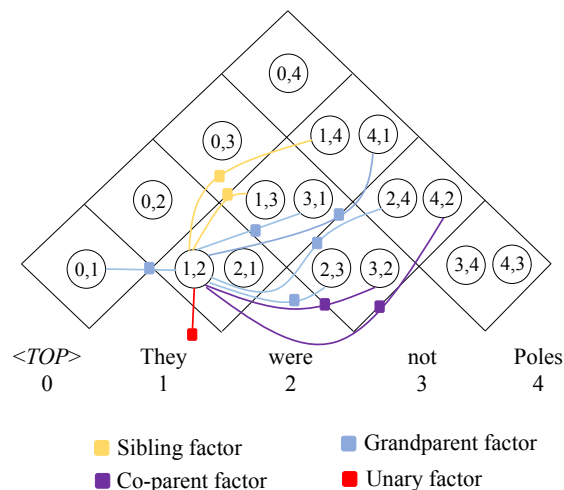 0,4
0,3 1,4 4,1
0,2 1,3 3,1 2,4 4,2
0,1 1,2 2,1 2,3 3,2 3,4 4,3
<TOP> They were not Poles
0 1 2 3 4
Sibling factor Grandparent factor
Co-parent factor Unary factor